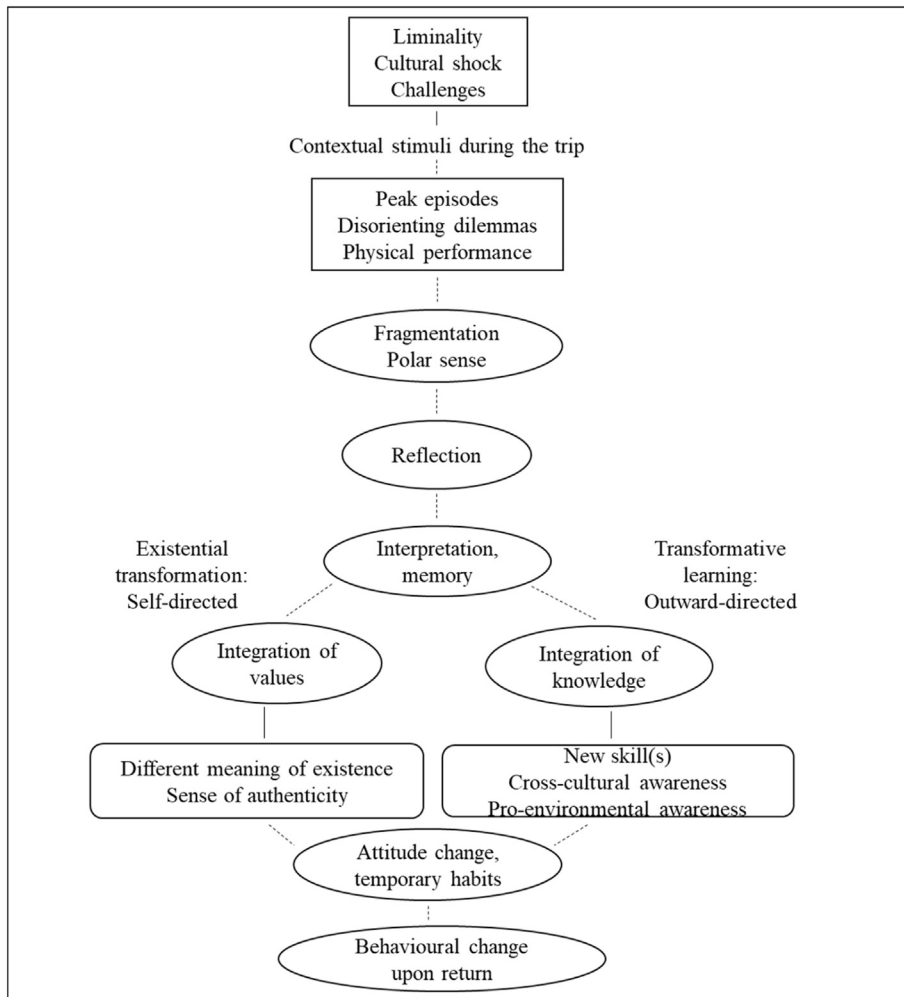 Liminality
Cultural shock
Challenges
Contextual stimuli during the trip
Peak episodes
Disorienting dilemmas
Physical performance
Fragmentation
Polar sense
Reflection
Interpretation,
memory
Existential
transformation:
Self-directed
Transformative
learning:
Outward-directed
Integration of
values
Integration of
knowledge
Different meaning of existence
Sense of authenticity
New skill(s)
Cross-cultural awareness
Pro-environmental awareness
Attitude change,
temporary habits
Behavioural change
upon return